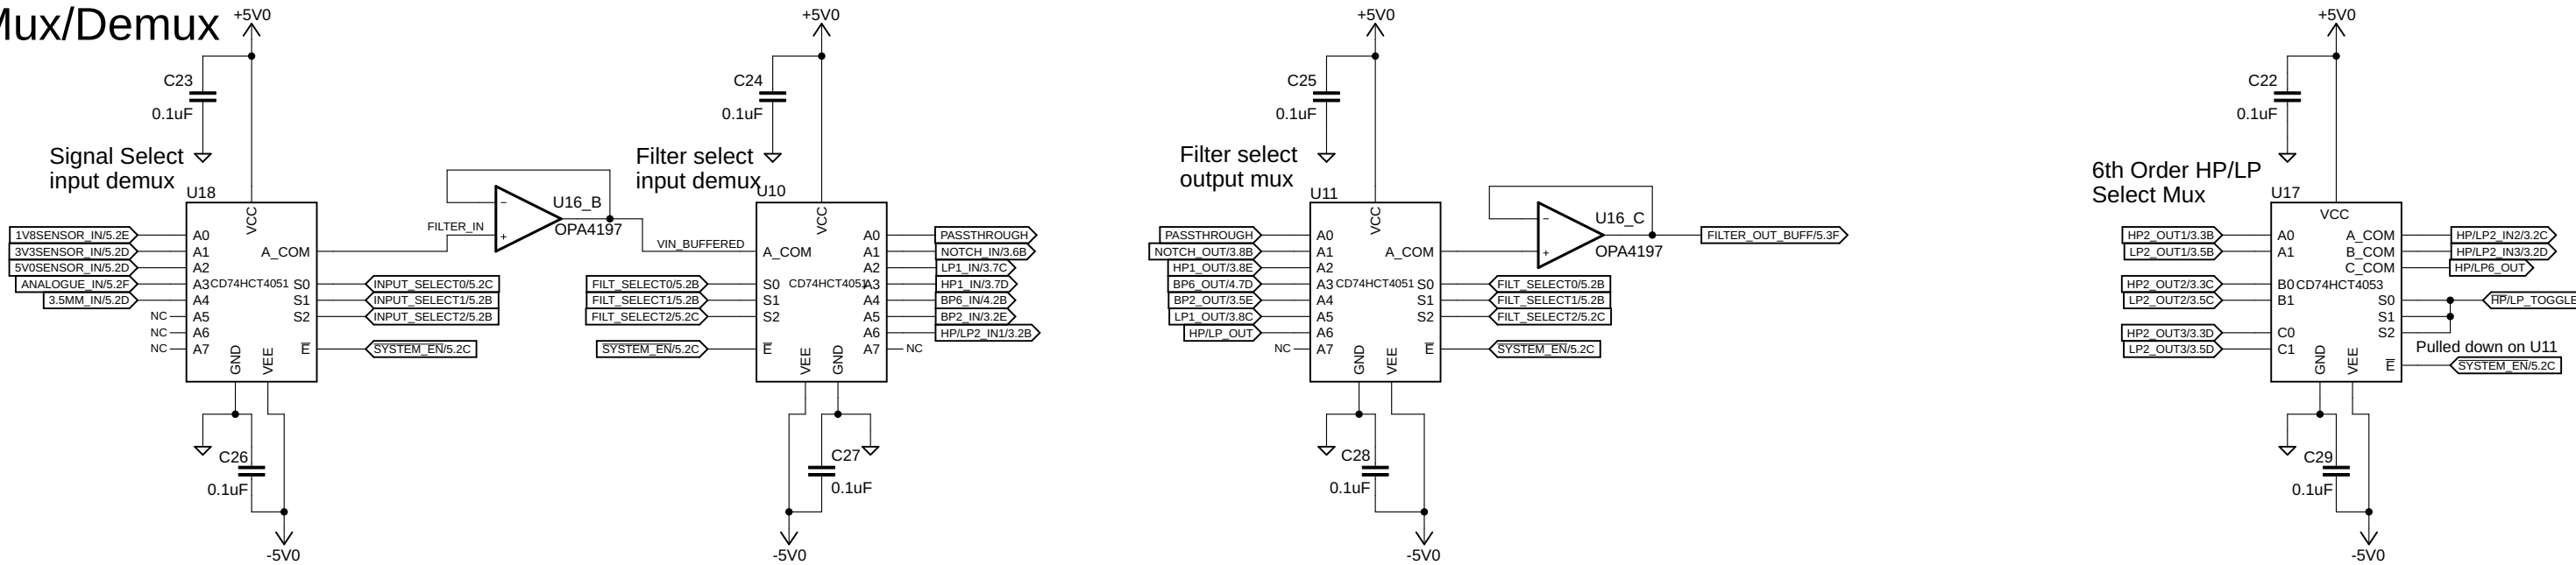 Mux/Demux
+5V0
C23
0.1uF
Signal Select
input demux
U18
VCC
1V8SENSOR_IN/5.2E
3V3SENSOR_IN/5.2D
5V0SENSOR_IN/5.2D
ANALOGUE_IN/5.2F
3.5MM_IN/5.2D
NC
NC
NC
A0
A1
A2
A3
A4
A5
A6
A7
CD74HCT4051
A_COM
S0
S1
S2
E
GND
VEE
INPUT_SELECT0/5.2C
INPUT_SELECT1/5.2B
INPUT_SELECT2/5.2B
SYSTEM_EN/5.2C
C26
0.1uF
-5V0
FILTER_IN
U16_B
OPA4197
VIN_BUFFERED
+5V0
C24
0.1uF
Filter select
input demux
U10
VCC
A_COM
FILT_SELECT0/5.2B
FILT_SELECT1/5.2B
FILT_SELECT2/5.2C
SYSTEM_EN/5.2C
S0
S1
S2
E
CD74HCT4051
A0
A1
A2
A3
A4
A5
A6
A7
VEE
GND
PASSTHROUGH
NOTCH_IN/3.6B
LP1_IN/3.7C
HP1_IN/3.7D
BP6_IN/4.2B
BP2_IN/3.2E
HP/LP2_IN1/3.2B
NC
C27
0.1uF
-5V0
+5V0
C25
0.1uF
Filter select
output mux
U11
VCC
PASSTHROUGH
NOTCH_OUT/3.8B
HP1_OUT/3.8E
BP6_OUT/4.7D
BP2_OUT/3.5E
LP1_OUT/3.8C
HP/LP_OUT
NC
A0
A1
A2
A3
A4
A5
A6
A7
CD74HCT4051
A_COM
S0
S1
S2
E
GND
VEE
FILT_SELECT0/5.2B
FILT_SELECT1/5.2B
FILT_SELECT2/5.2C
SYSTEM_EN/5.2C
C28
0.1uF
-5V0
U16_C
OPA4197
FILTER_OUT_BUFF/5.3F
+5V0
C22
0.1uF
6th Order HP/LP
Select Mux
U17
VCC
HP2_OUT1/3.3B
LP2_OUT1/3.5B
HP2_OUT2/3.3C
LP2_OUT2/3.5C
HP2_OUT3/3.3D
LP2_OUT3/3.5D
A0
A1
B0
B1
C0
C1
CD74HCT4053
A_COM
B_COM
C_COM
S0
S1
S2
E
GND
VEE
HP/LP2_IN2/3.2C
HP/LP2_IN3/3.2D
HP/LP6_OUT
HP/LP_TOGGLE
Pulled down on U11
SYSTEM_EN/5.2C
C29
0.1uF
-5V0